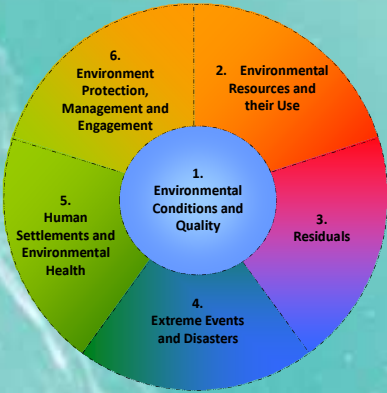 1.
Environmental
Conditions and
Quality
2. Environmental
Resources and
their Use
3.
Residuals
4.
Extreme Events
and Disasters
5.
Human
Settlements and
Environmental
Health
6.
Environment
Protection,
Management and
Engagement